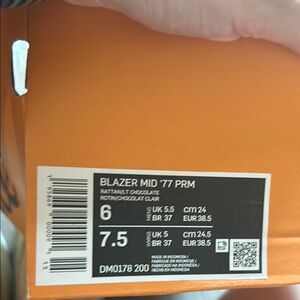 BLAZER MID '77 PRM
RATTAN/LT CHOCOLATE
ROTIN/CHOCOLAT CLAIR
6 UK 5.5 cm 24
BR 37 EUR 38.5
7.5 UK 5 cm 24.5
BR 37 EUR 38.5
DM0178 200
MADE IN INDONESIA /
FABRIQUE EN INDONESIE /
HECHO EN INDONESIA